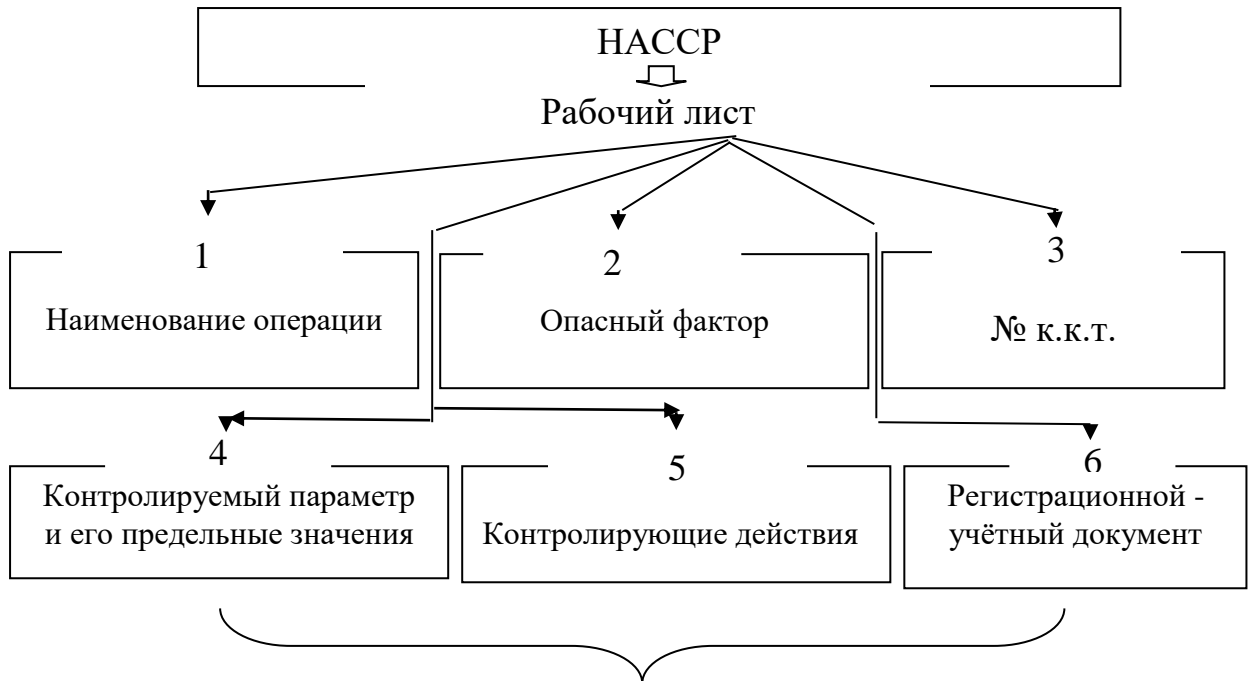 НАССР
Рабочий лист
1
2
3
Наименование операции
Опасный фактор
№ к.к.т.
4
5
6
Контролируемый параметр
и его предельные значения
Контролирующие действия
Регистрационной -
учётный документ